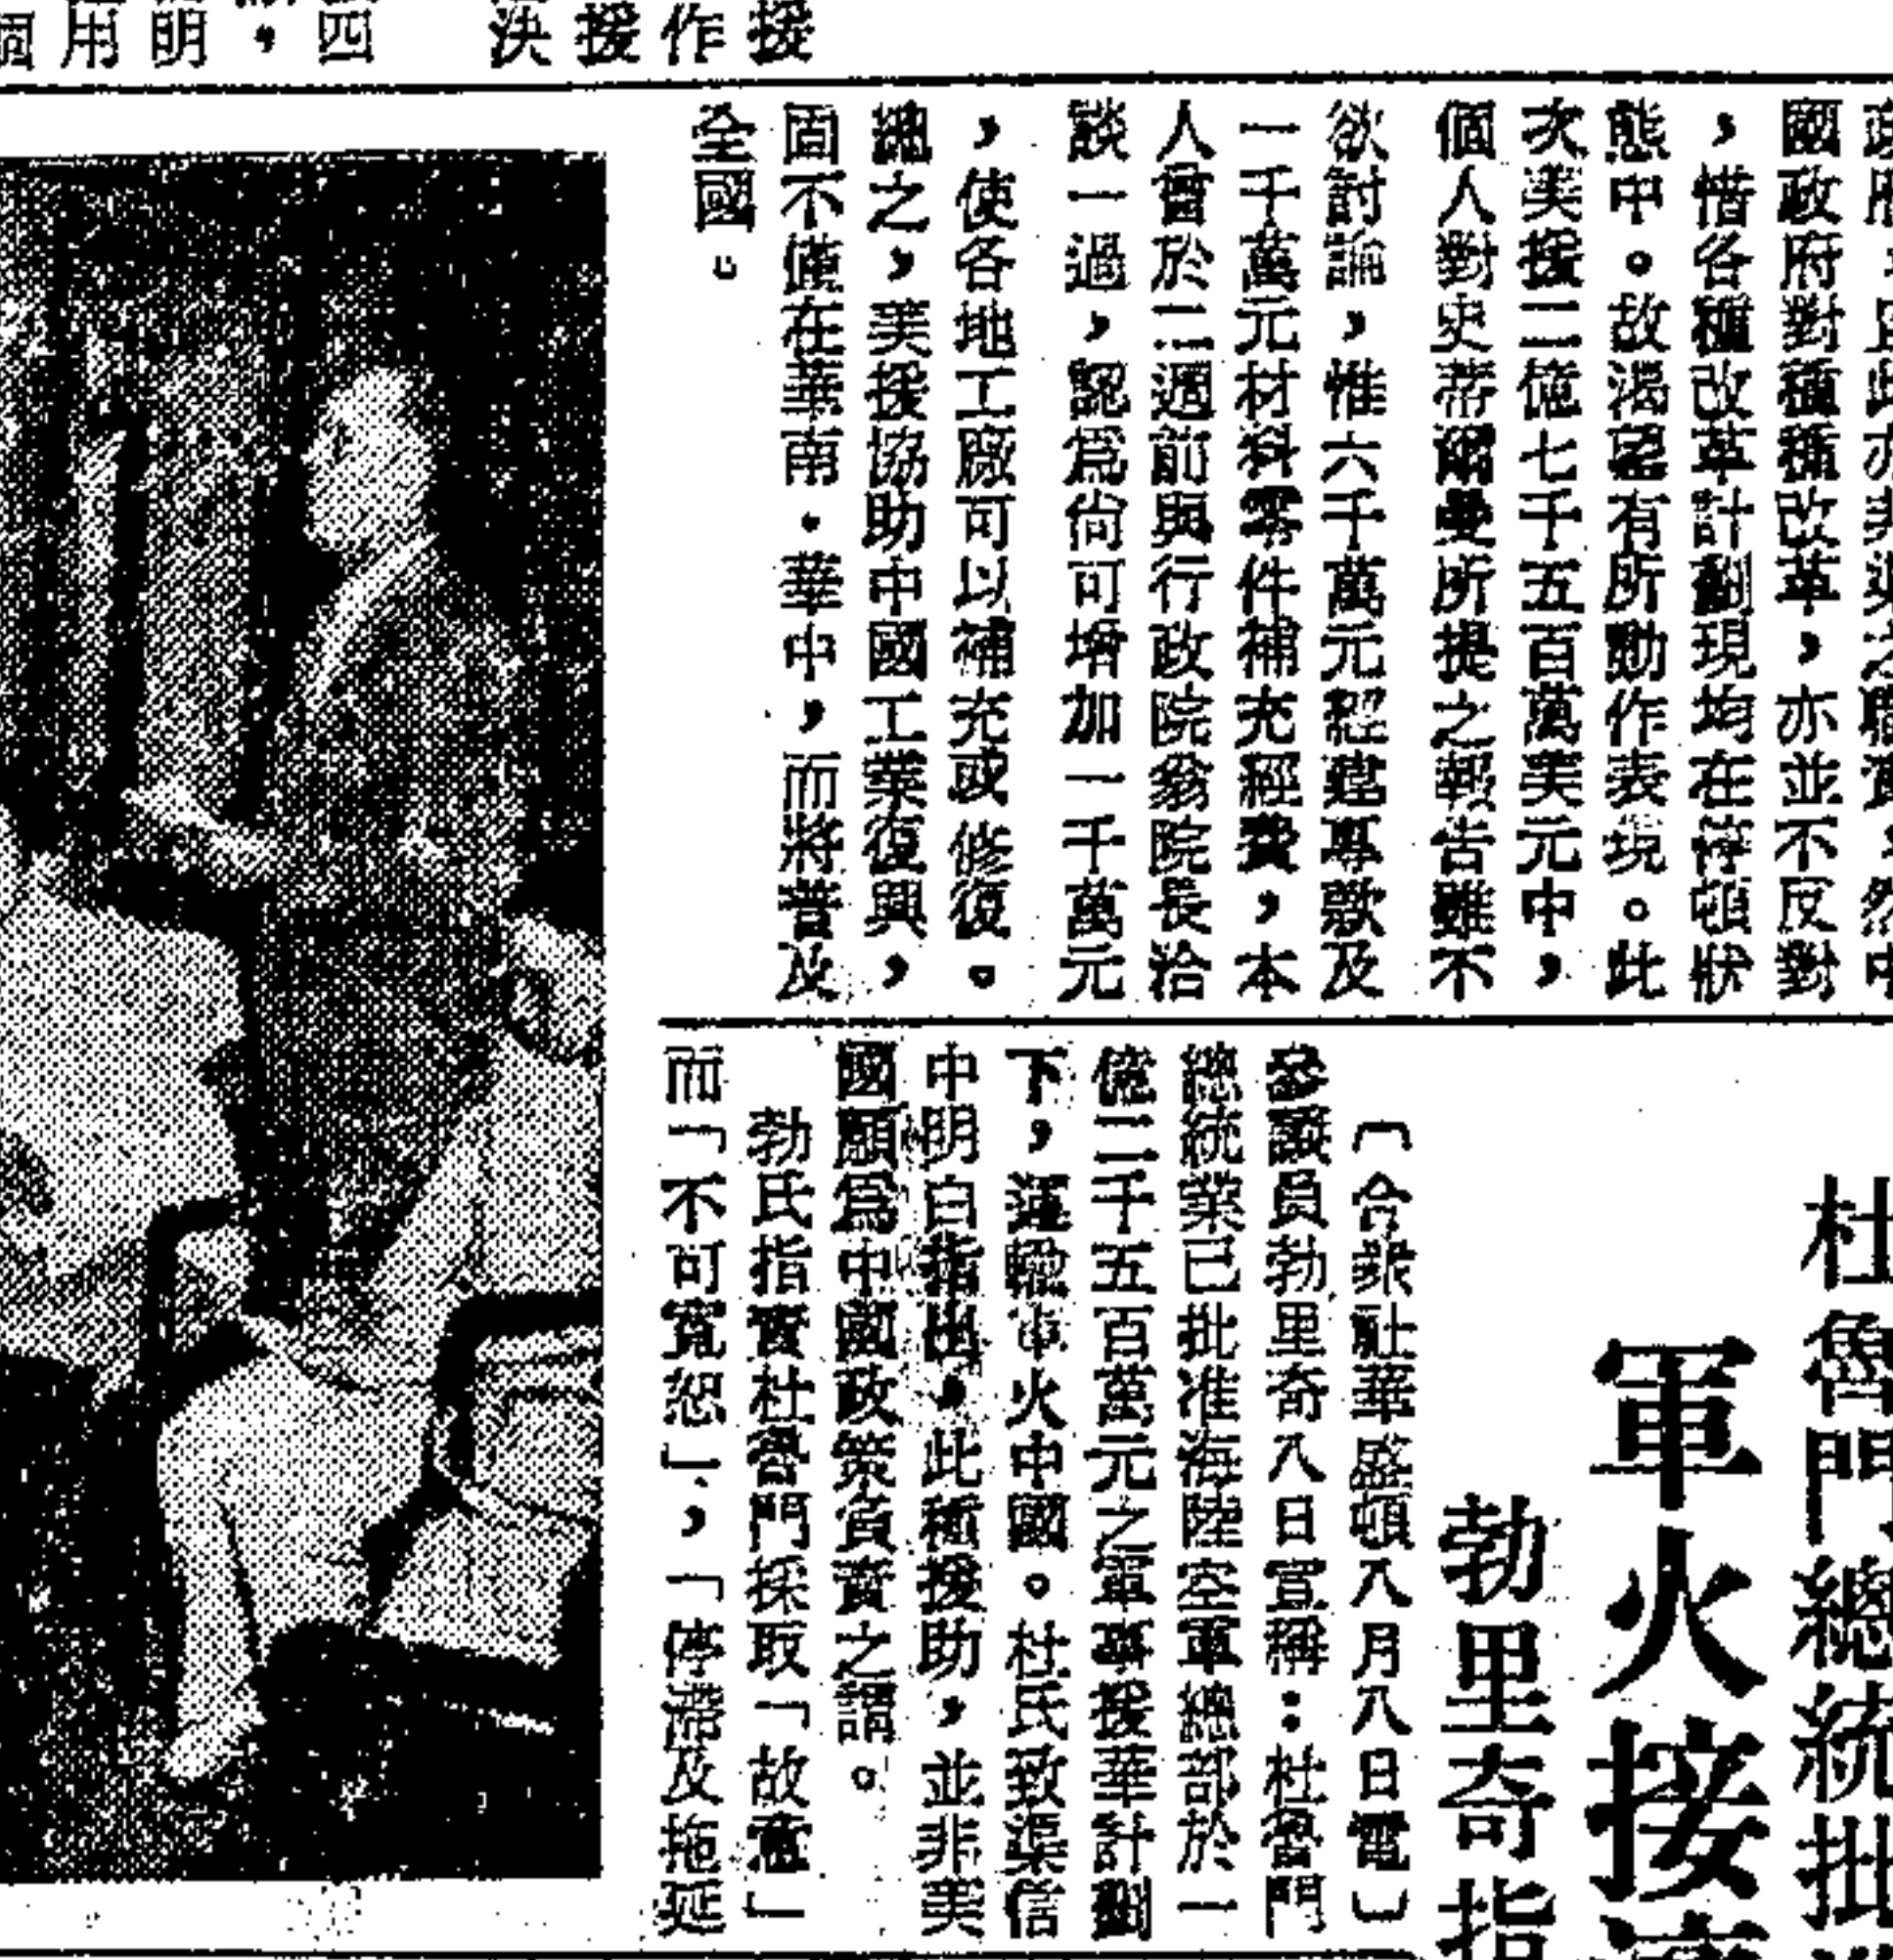 援
作
援
決
四
，
明
用
個
國政府對種種改革，亦並不反對
，惜各種改革計劃現均在停頓狀
態中。故渴望有所動作表現。此
次美援二億七千五百萬美元中，
個人對史蒂爾曼所提之報告雖不
欲討論，惟六千萬元經建專款及
一千萬元材料零件補充經費，本
人曾於二週前與行政院翁院長洽
談一過，認爲尙可增加一千萬元
，使各地工廠可以補充或修復。
總之，美援協助中國工業復興，
固不僅在華南．華中，而將普及
全國。
杜魯門總統批
軍火接濟
勃里奇指
〔合衆社華盛頓八月八日電〕
參議員勃里奇八日宣稱：杜魯門
總統業已批准海陸空軍總部於一
億二千五百萬元之軍事援華計劃
下，運輸軍火中國。杜氏致渠信
中明白指出，此種援助，並非美
國願爲中國政策負責之謂。
勃氏指責杜魯門採取「故意」
而「不可寬恕」，「停滯及拖延